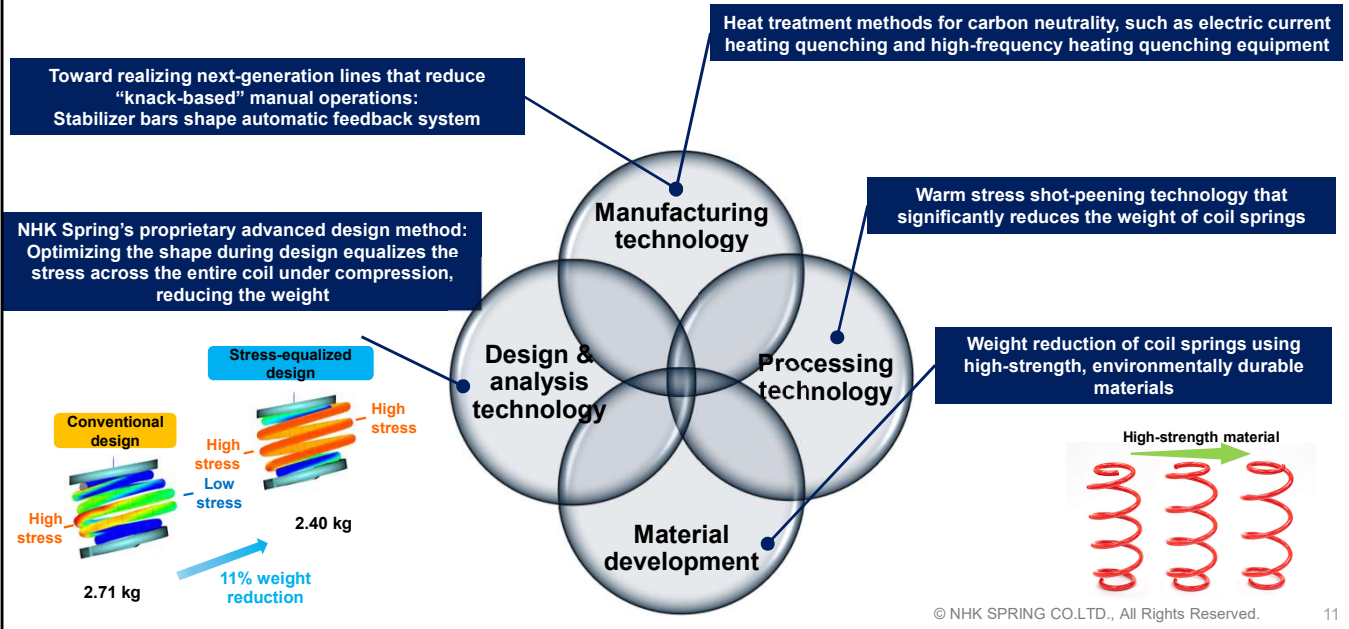 Heat treatment methods for carbon neutrality, such as electric current
heating quenching and high-frequency heating quenching equipment
Toward realizing next-generation lines that reduce
“knack-based” manual operations:
Stabilizer bars shape automatic feedback system
Warm stress shot-peening technology that
significantly reduces the weight of coil springs
NHK Spring’s proprietary advanced design method:
Optimizing the shape during design equalizes the
stress across the entire coil under compression,
reducing the weight
Manufacturing
technology
Design &
analysis
technology
Processing
technology
Material
development
Weight reduction of coil springs using
high-strength, environmentally durable
materials
Stress-equalized
design
High
stress
High
stress
2.40 kg
Conventional
design
Low
stress
High
stress
2.71 kg
11% weight
reduction
High-strength material
© NHK SPRING CO.LTD., All Rights Reserved.
11